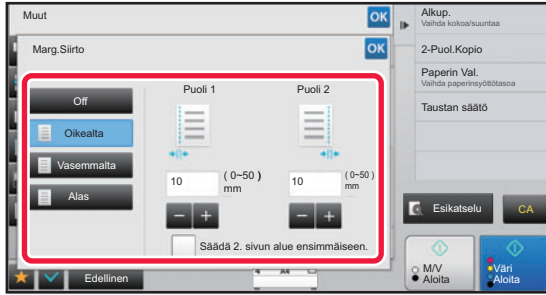 Muut
OK
Marg.Siirto
OK
Off
Oikealta
Vasemmalta
Alas
Puoli 1
Puoli 2
10
( 0~50 )
mm
10
( 0~50 )
mm
Säädä 2. sivun alue ensimmäiseen.
Edellinen
A4
Alkup.
Vaihda kokoa/suuntaa
2-Puol.Kopio
Paperin Val.
Vaihda paperinsyöttötasoa
Taustan säätö
Esikatselu
CA
M/V
Aloita
Väri
Aloita